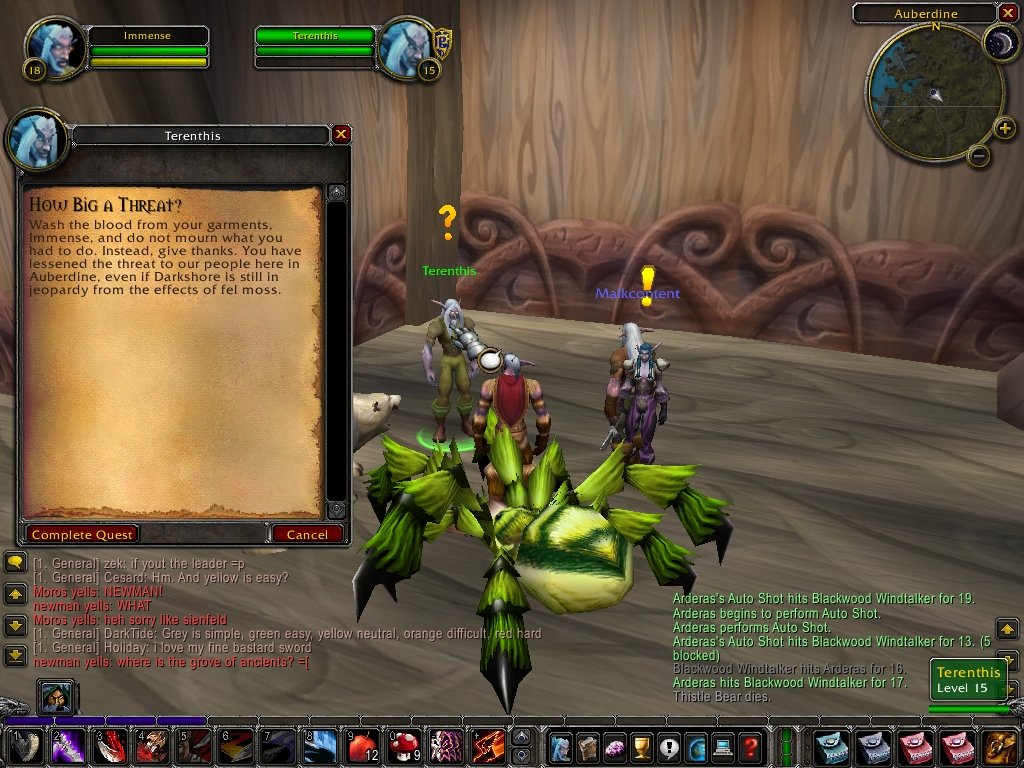 Immense
18
Terenthis
15
Auberdine
N
Terenthis
How Big a Threat?
Wash the blood from your garments,
Immense, and do not mourn what you
had to do. Instead, give thanks. You have
lessened the threat to our people here in
Auberdine, even if Darkshore is still in
jeopardy from the effects of fel moss.
Complete Quest
Cancel
?
Terenthis
!
Malkcontent
[1. General] zek: if yout the leader =p
[1. General] Cesard: Hm. And yellow is easy?
Moros yells: NEWMAN!
newman yells: WHAT
Moros yells: heh sorry like sienfeld
[1. General] DarkTide: Grey is simple, green easy, yellow neutral, orange difficult, red hard
[1. General] Holiday: i love my fine bastard sword
newman yells: where is the grove of ancients? =[
Arderas's Auto Shot hits Blackwood Windtalker for 19.
Arderas begins to perform Auto Shot.
Arderas performs Auto Shot.
Arderas's Auto Shot hits Blackwood Windtalker for 13. (5
blocked)
Blackwood Windtalker hits Arderas for 16.
Arderas hits Blackwood Windtalker for 17.
Thistle Bear dies.
Terenthis
Level 15
2 3 4 5 6 7 8 9 12 9